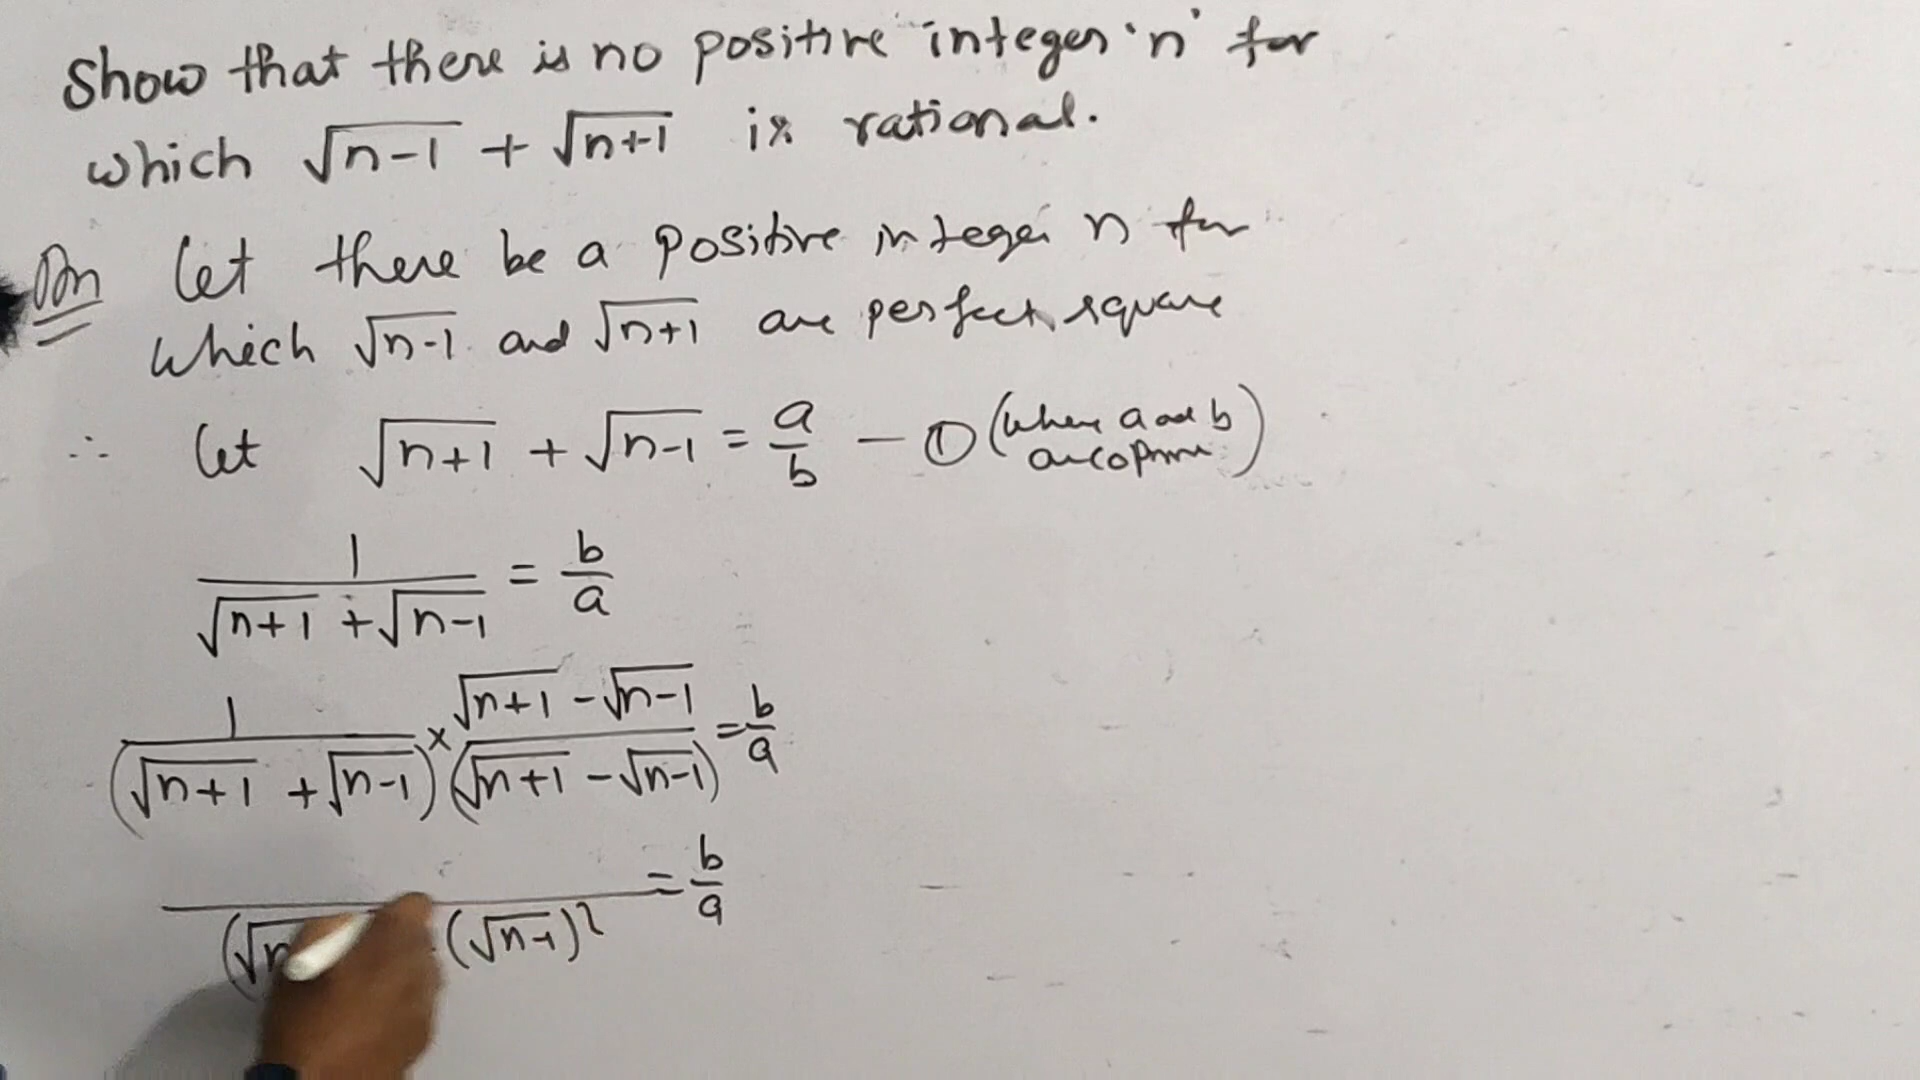 Show that there is no positive integer 'n' for
which √n-1 + √n+1 is rational.
Let there be a positive integer n for
which √n-1 and √n+1 are perfect square
∴ Let √n+1 + √n-1 = a/b - ① (where a and b are coprime)
1/(√n+1 + √n-1) = b/a
1/(√n+1 + √n-1) × (√n+1 - √n-1)/(√n+1 - √n-1) = b/a
/(√n (√n-1)² = b/a